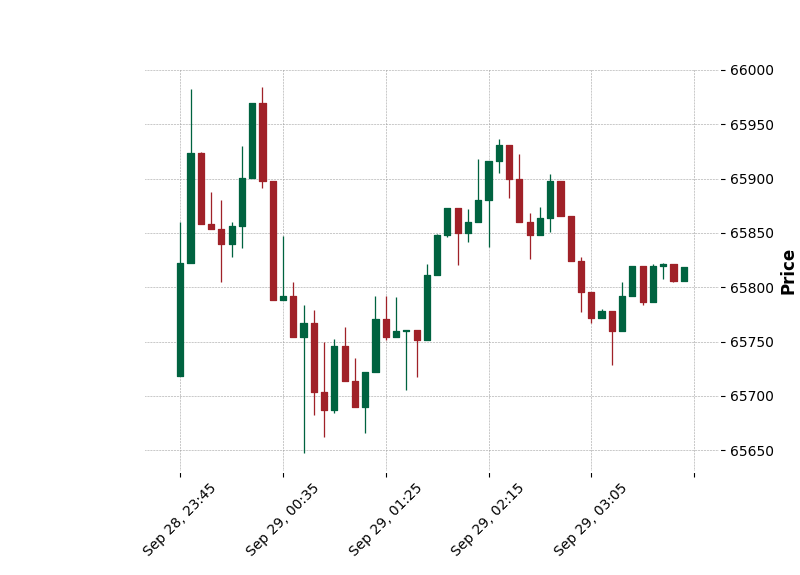 66000
65950
65900
65850
65800
65750
65700
65650
Price
Sep 28, 23:45
Sep 29, 00:35
Sep 29, 01:25
Sep 29, 02:15
Sep 29, 03:05